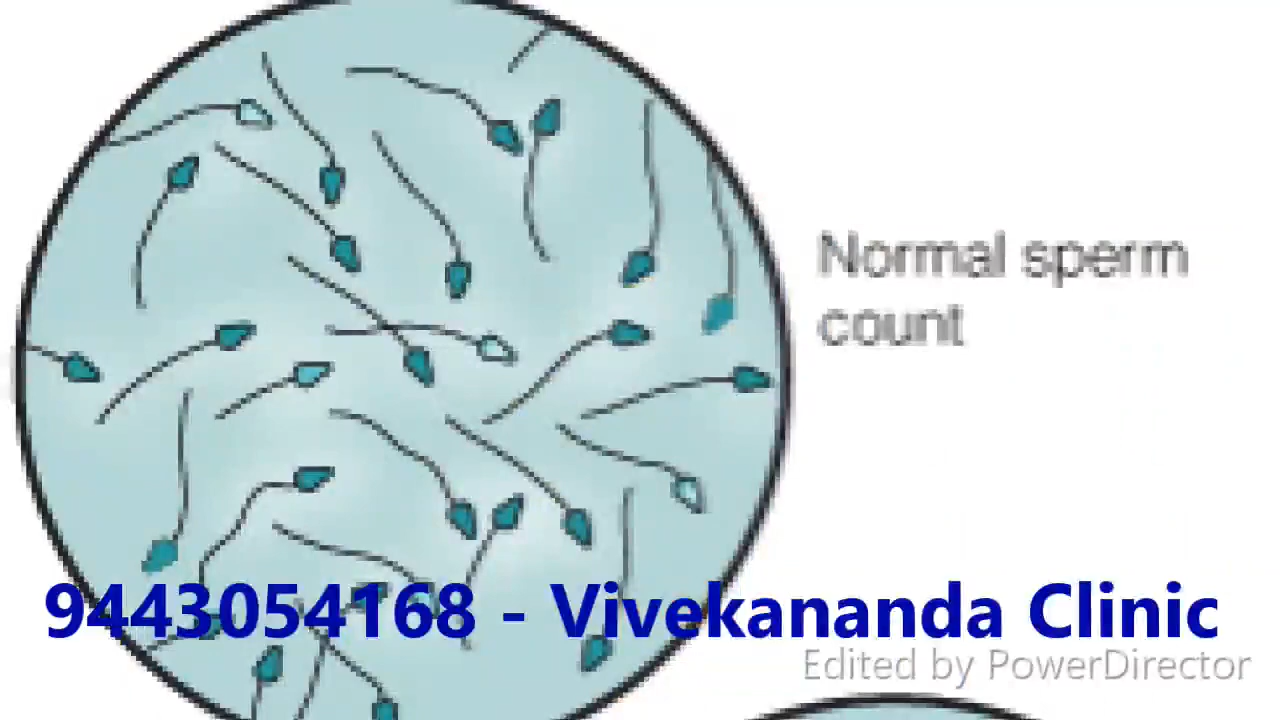 Normal sperm
count
9443054168 - Vivekananda Clinic
Edited by PowerDirector